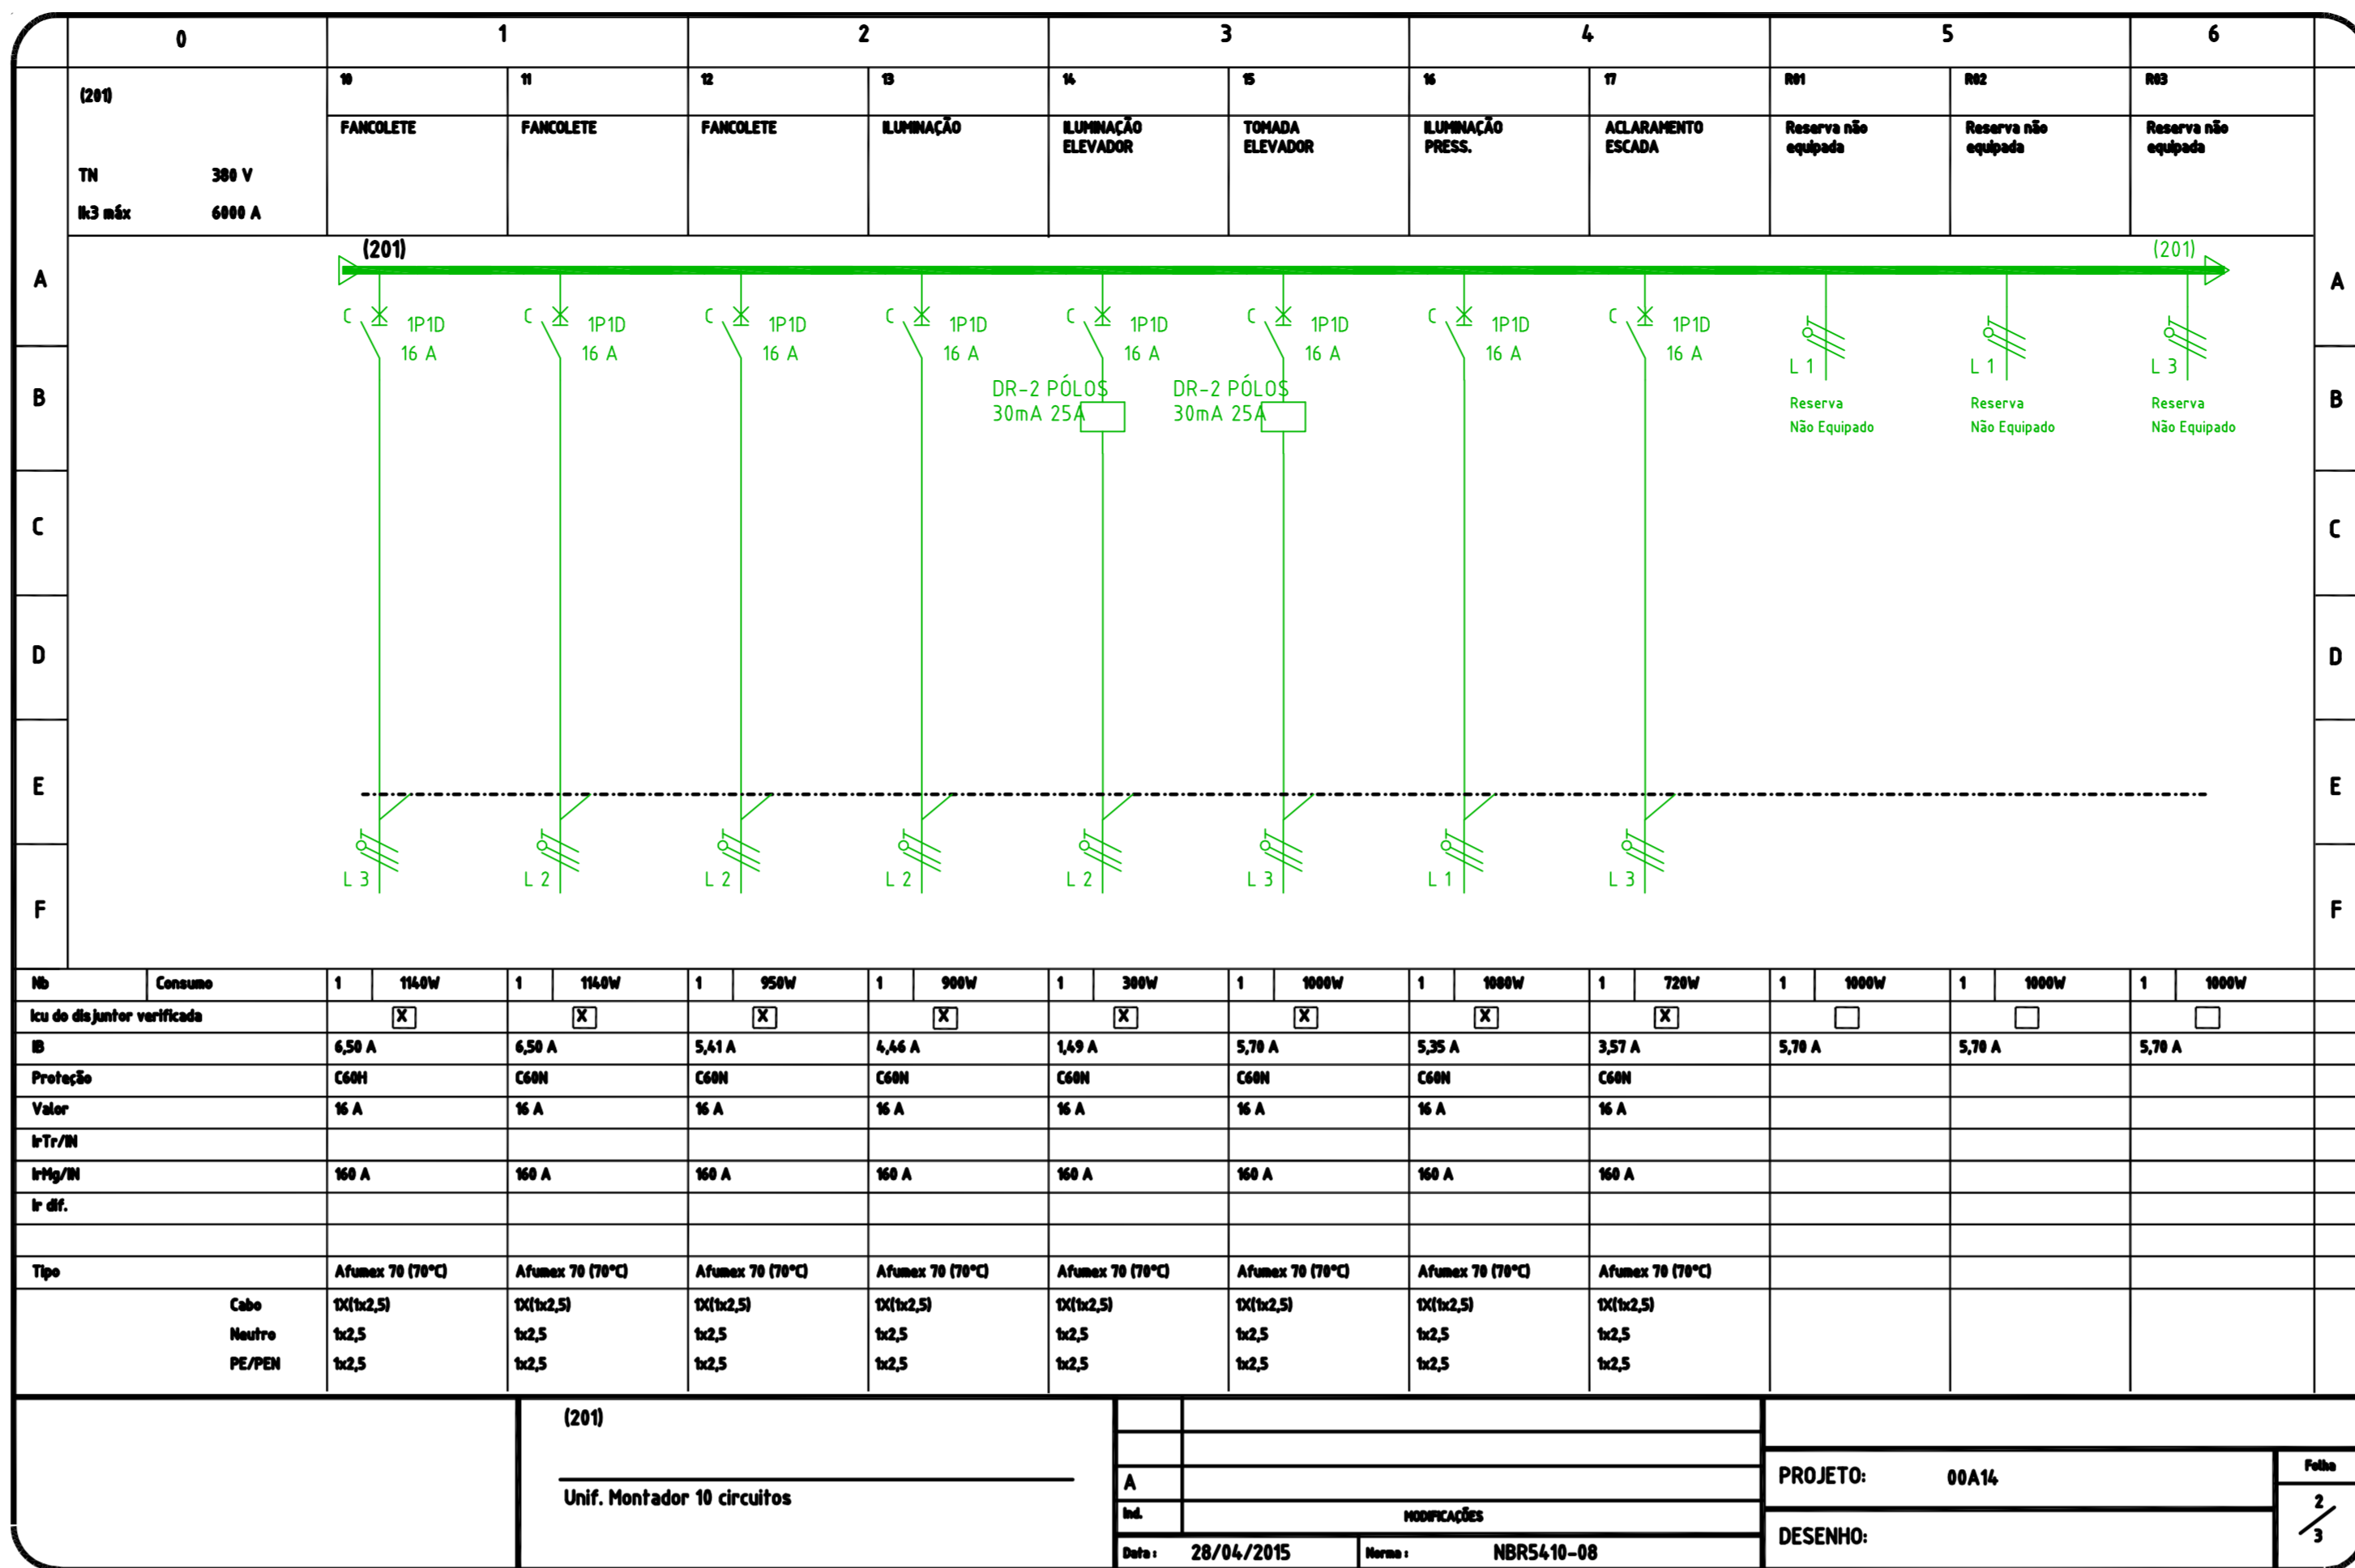 0 1 2 3 4 5 6
(201) 10 11 12 13 14 15 16 17 R01 R02 R03
FANCOLETE FANCOLETE FANCOLETE ILUMINAÇÃO ILUMINAÇÃO TOMADA ILUMINAÇÃO ACLARAMENTO Reserva não Reserva não Reserva não
ELEVADOR ELEVADOR PRESS. ESCADA equipada equipada equipada
TN 380 V
Ik3 máx 6000 A
(201) (201)
A A
C 1P1D C 1P1D C 1P1D C 1P1D C 1P1D C 1P1D C 1P1D C 1P1D
16 A 16 A 16 A 16 A 16 A 16 A 16 A 16 A
L 1 L 1 L 3
DR-2 PÓLOS DR-2 PÓLOS
30mA 25A 30mA 25A
Reserva Reserva Reserva
Não Equipado Não Equipado Não Equipado
B B
C C
D D
E E
L 3 L 2 L 2 L 2 L 2 L 3 L 1 L 3
F F
Nb Consumo 1 1140W 1 1140W 1 950W 1 900W 1 300W 1 1000W 1 1080W 1 720W 1 1000W 1 1000W 1 1000W
Icu do disjuntor verificada X X X X X X X X
IB 6,50 A 6,50 A 5,41 A 4,46 A 1,49 A 5,70 A 5,35 A 3,57 A 5,70 A 5,70 A 5,70 A
Proteção C60H C60N C60N C60N C60N C60N C60N C60N
Valor 16 A 16 A 16 A 16 A 16 A 16 A 16 A 16 A
IrTr/IN
IrMg/IN 160 A 160 A 160 A 160 A 160 A 160 A 160 A 160 A
Ir dif.
Tipo Afumex 70 (70°C) Afumex 70 (70°C) Afumex 70 (70°C) Afumex 70 (70°C) Afumex 70 (70°C) Afumex 70 (70°C) Afumex 70 (70°C) Afumex 70 (70°C)
Cabo 1X(1x2,5) 1X(1x2,5) 1X(1x2,5) 1X(1x2,5) 1X(1x2,5) 1X(1x2,5) 1X(1x2,5) 1X(1x2,5)
Neutro 1x2,5 1x2,5 1x2,5 1x2,5 1x2,5 1x2,5 1x2,5 1x2,5
PE/PEN 1x2,5 1x2,5 1x2,5 1x2,5 1x2,5 1x2,5 1x2,5 1x2,5
(201)
Unif. Montador 10 circuitos
A
Ind. MODIFICAÇÕES
Data : 28/04/2015 Norma : NBR5410-08
PROJETO: 00A14
DESENHO:
Folha
2/3